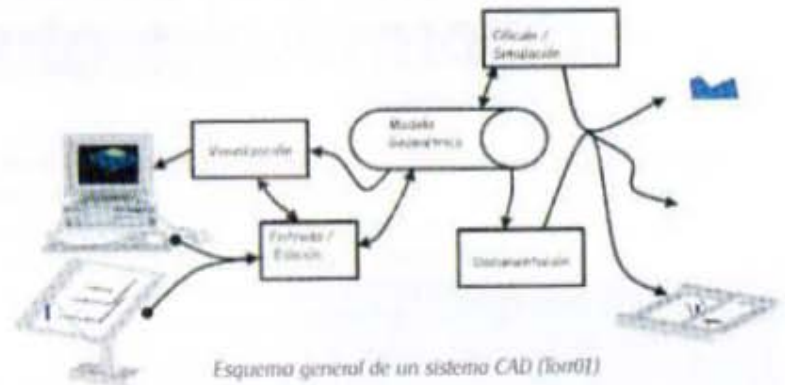 Cálculo /
Simulación
Modelo
Geométrico
Visualización
Entrada /
Edición
Documentación
Esquema general de un sistema CAD (Torr01)